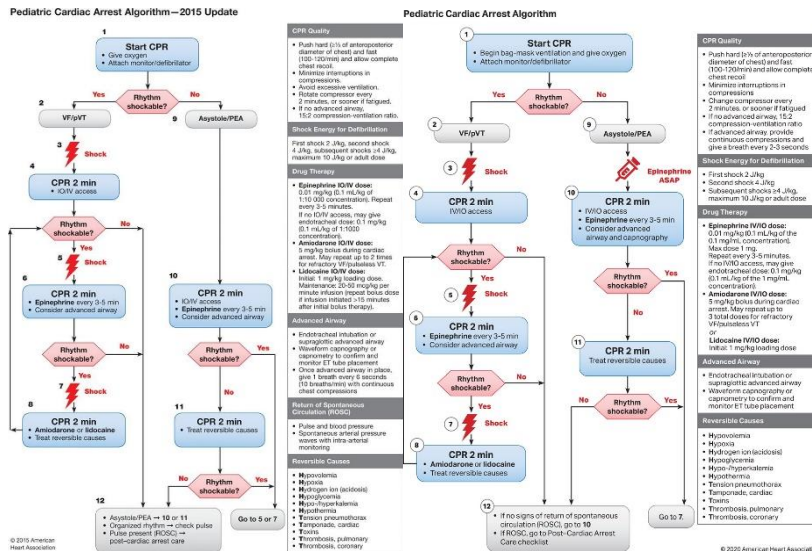 Pediatric Cardiac Arrest Algorithm—2015 Update
1
Start CPR
• Give oxygen
• Attach monitor/defibrillator
Yes
Rhythm shockable?
No
2
VF/pVT
9
Asystole/PEA
3
Shock
4
CPR 2 min
• IO/IV access
Rhythm shockable?
No
Yes
5
Shock
6
CPR 2 min
• Epinephrine every 3-5 min
• Consider advanced airway
10
CPR 2 min
• IO/IV access
• Epinephrine every 3-5 min
• Consider advanced airway
Rhythm shockable?
No
Yes
Rhythm shockable?
Yes
No
7
Shock
8
CPR 2 min
• Amiodarone or lidocaine
• Treat reversible causes
11
CPR 2 min
• Treat reversible causes
Rhythm shockable?
No
Yes
12
• Asystole/PEA → 10 or 11
• Organized rhythm → check pulse
• Pulse present (ROSC) →
post–cardiac arrest care
Go to 5 or 7
© 2015 American
Heart Association
CPR Quality
• Push hard (≥⅓ of anteroposterior
diameter of chest) and fast
(100-120/min) and allow complete
chest recoil.
• Minimize interruptions in
compressions.
• Avoid excessive ventilation.
• Rotate compressor every
2 minutes, or sooner if fatigued.
• If no advanced airway,
15:2 compression-ventilation ratio.
Shock Energy for Defibrillation
First shock 2 J/kg, second shock
4 J/kg, subsequent shocks ≥4 J/kg,
maximum 10 J/kg or adult dose
Drug Therapy
• Epinephrine IO/IV dose:
0.01 mg/kg (0.1 mL/kg of
1:10 000 concentration). Repeat
every 3-5 minutes.
If no IO/IV access, may give
endotracheal dose: 0.1 mg/kg
(0.1 mL/kg of 1:1000
concentration).
• Amiodarone IO/IV dose:
5 mg/kg bolus during cardiac
arrest. May repeat up to 2 times
for refractory VF/pulseless VT.
• Lidocaine IO/IV dose:
Initial: 1 mg/kg loading dose.
Maintenance: 20-50 mcg/kg per
minute infusion (repeat bolus dose
if infusion initiated >15 minutes
after initial bolus therapy).
Advanced Airway
• Endotracheal intubation or
supraglottic advanced airway
• Waveform capnography or
capnometry to confirm and
monitor ET tube placement
• Once advanced airway in place,
give 1 breath every 6 seconds
(10 breaths/min) with continuous
chest compressions
Return of Spontaneous
Circulation (ROSC)
• Pulse and blood pressure
• Spontaneous arterial pressure
waves with intra-arterial
monitoring
Reversible Causes
• Hypovolemia
• Hypoxia
• Hydrogen ion (acidosis)
• Hypoglycemia
• Hypo-/hyperkalemia
• Hypothermia
• Tension pneumothorax
• Tamponade, cardiac
• Toxins
• Thrombosis, pulmonary
• Thrombosis, coronary
Pediatric Cardiac Arrest Algorithm
1
Start CPR
• Begin bag-mask ventilation and give oxygen
• Attach monitor/defibrillator
Yes
Rhythm shockable?
No
2
VF/pVT
9
Asystole/PEA
3
Shock
Epinephrine
ASAP
4
CPR 2 min
• IV/IO access
10
CPR 2 min
• IV/IO access
• Epinephrine every 3-5 min
• Consider advanced
airway and capnography
Rhythm shockable?
No
Yes
Rhythm shockable?
Yes
No
5
Shock
6
CPR 2 min
• Epinephrine every 3-5 min
• Consider advanced airway
11
CPR 2 min
• Treat reversible causes
Rhythm shockable?
No
Yes
Rhythm shockable?
No
Yes
7
Shock
8
CPR 2 min
• Amiodarone or lidocaine
• Treat reversible causes
12
• If no signs of return of spontaneous
circulation (ROSC), go to 10
• If ROSC, go to Post–Cardiac Arrest
Care checklist
Go to 7.
CPR Quality
• Push hard (≥⅓ of anteroposterior
diameter of chest) and fast
(100-120/min) and allow complete
chest recoil
• Minimize interruptions in
compressions
• Change compressor every
2 minutes, or sooner if fatigued
• If no advanced airway, 15:2
compression-ventilation ratio
• If advanced airway, provide
continuous compressions and
give a breath every 2-3 seconds
Shock Energy for Defibrillation
• First shock 2 J/kg
• Second shock 4 J/kg
• Subsequent shocks ≥4 J/kg,
maximum 10 J/kg or adult dose
Drug Therapy
• Epinephrine IV/IO dose:
0.01 mg/kg (0.1 mL/kg of the
0.1 mg/mL concentration).
Max dose 1 mg.
Repeat every 3-5 minutes.
If no IV/IO access, may give
endotracheal dose: 0.1 mg/kg
(0.1 mL/kg of the 1 mg/mL
concentration).
• Amiodarone IV/IO dose:
5 mg/kg bolus during cardiac
arrest. May repeat up to
3 total doses for refractory
VF/pulseless VT
or
Lidocaine IV/IO dose:
Initial: 1 mg/kg loading dose
Advanced Airway
• Endotracheal intubation or
supraglottic advanced airway
• Waveform capnography or
capnometry to confirm and
monitor ET tube placement
Reversible Causes
• Hypovolemia
• Hypoxia
• Hydrogen ion (acidosis)
• Hypoglycemia
• Hypo-/hyperkalemia
• Hypothermia
• Tension pneumothorax
• Tamponade, cardiac
• Toxins
• Thrombosis, pulmonary
• Thrombosis, coronary
© 2020 American Heart Association